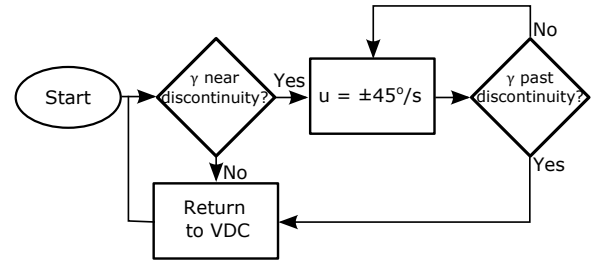 Start
γ near
discontinuity?
Yes
u = ±45°/s
No
γ past
discontinuity?
No
Yes
Return
to VDC